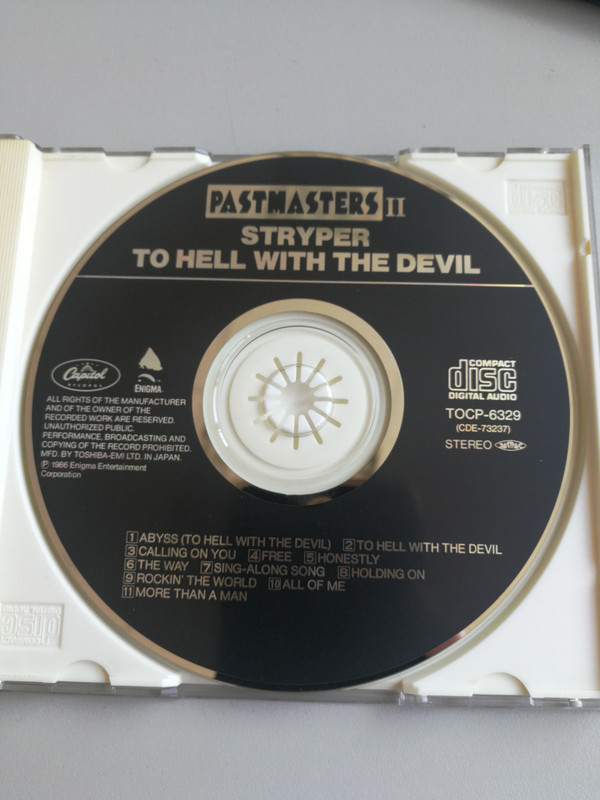 PASTMASTERS II
STRYPER
TO HELL WITH THE DEVIL
Capitol
RECORDS
ENIGMA
ALL RIGHTS OF THE MANUFACTURER
AND OF THE OWNER OF THE
RECORDED WORK ARE RESERVED.
UNAUTHORIZED PUBLIC
PERFORMANCE, BROADCASTING AND
COPYING OF THE RECORD PROHIBITED.
MFD. BY TOSHIBA-EMI LTD. IN JAPAN.
Ⓟ 1986 Enigma Entertainment
Corporation
COMPACT
disc
DIGITAL AUDIO
TOCP-6329
(CDE-73237)
STEREO
1 ABYSS (TO HELL WITH THE DEVIL) 2 TO HELL WITH THE DEVIL
3 CALLING ON YOU 4 FREE 5 HONESTLY
6 THE WAY 7 SING-ALONG SONG 8 HOLDING ON
9 ROCKIN' THE WORLD 10 ALL OF ME
11 MORE THAN A MAN
disc